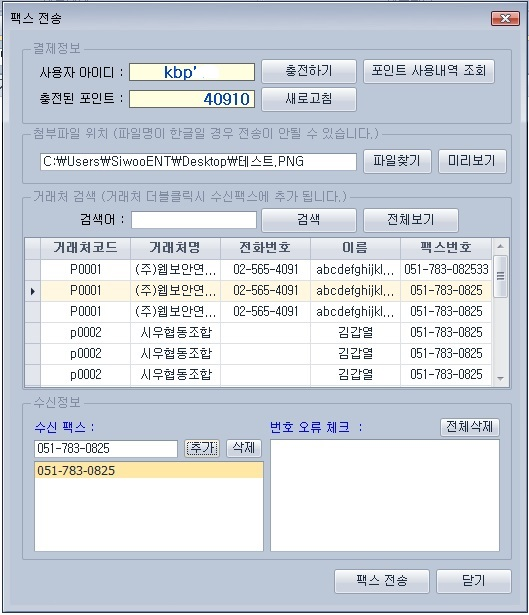 팩스 전송
결제정보
사용자 아이디 : kbp' 충전하기 포인트 사용내역 조회
충전된 포인트 : 40910 새로고침
첨부파일 위치 (파일명이 한글일 경우 전송이 안될 수 있습니다.)
C:₩Users₩SiwooENT₩Desktop₩테스트.PNG 파일찾기 미리보기
거래처 검색 (거래처 더블클릭시 수신팩스에 추가 됩니다.)
검색어 : 검색 전체보기
거래처코드 거래처명 전화번호 이름 팩스번호
P0001 (주)웹보안연... 02-565-4091 abcdefghijkl... 051-783-082533
P0001 (주)웹보안연... 02-565-4091 abcdefghijkl... 051-783-0825
P0001 (주)웹보안연... 02-565-4091 abcdefghijkl... 051-783-0825
p0002 시우협동조합 김갑열 051-783-0825
p0002 시우협동조합 김갑열 051-783-0825
p0002 시우협동조합 김갑열 051-783-0825
수신정보
수신 팩스 : 번호 오류 체크 : 전체삭제
051-783-0825 추가 삭제
051-783-0825
팩스 전송 닫기